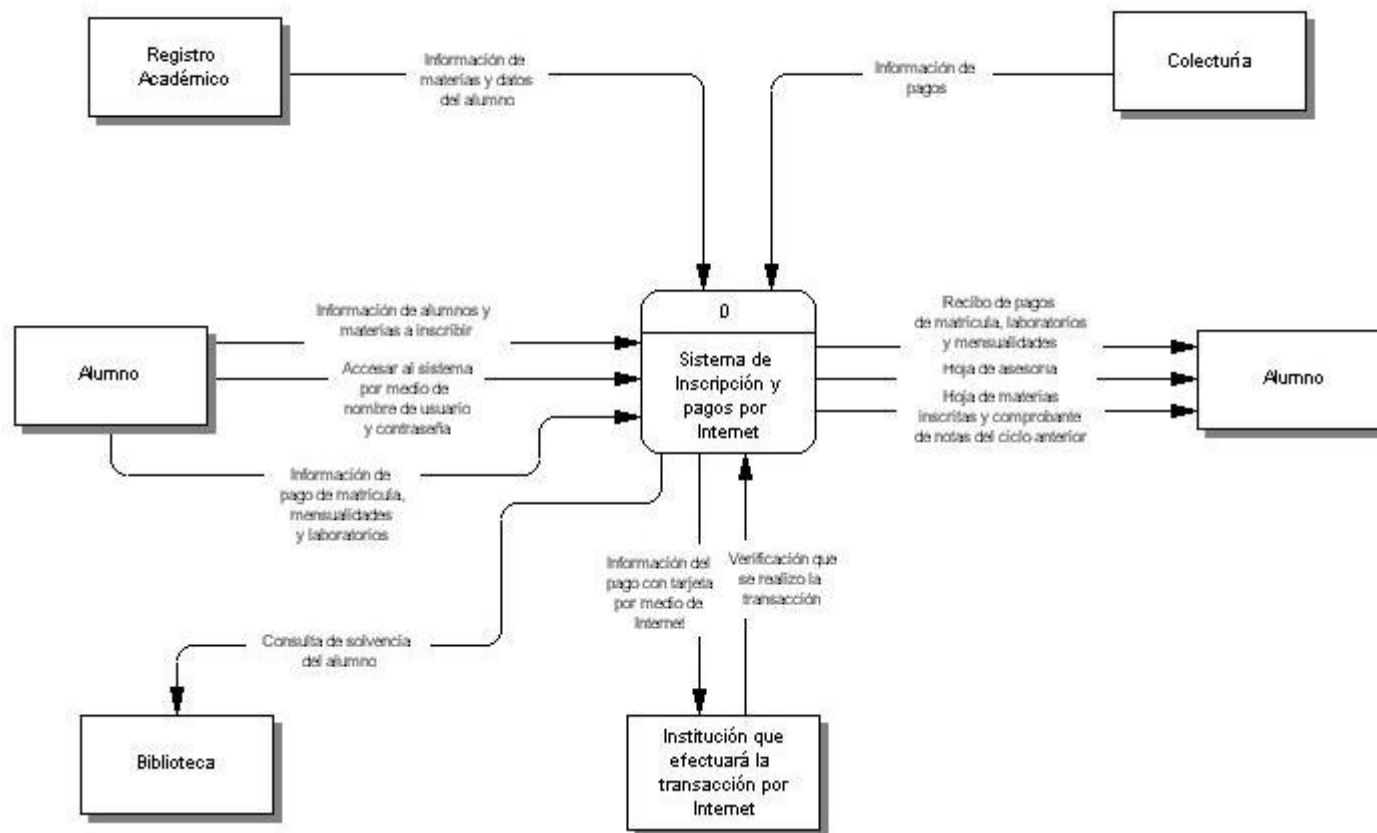 Registro
Académico
Información de
materias y datos
del alumno
Información de
pagos
Colecturía
Alumno
Información de alumnos y
materias a inscribir
Accesar al sistema
por medio de
nombre de usuario
y contraseña
Información de
pago de matrícula,
mensualidades
y laboratorios
0
Sistema de
Inscripción y
pagos por
Internet
Recibo de pagos
de matrícula, laboratorios
y mensualidades
Hoja de asesoría
Hoja de materias
inscritas y comprobante
de notas del ciclo anterior
Alumno
Información del
pago con tarjeta
por medio de
Internet
Verificación que
se realizo la
transacción
Consulta de solvencia
del alumno
Biblioteca
Institución que
efectuará la
transacción por
Internet